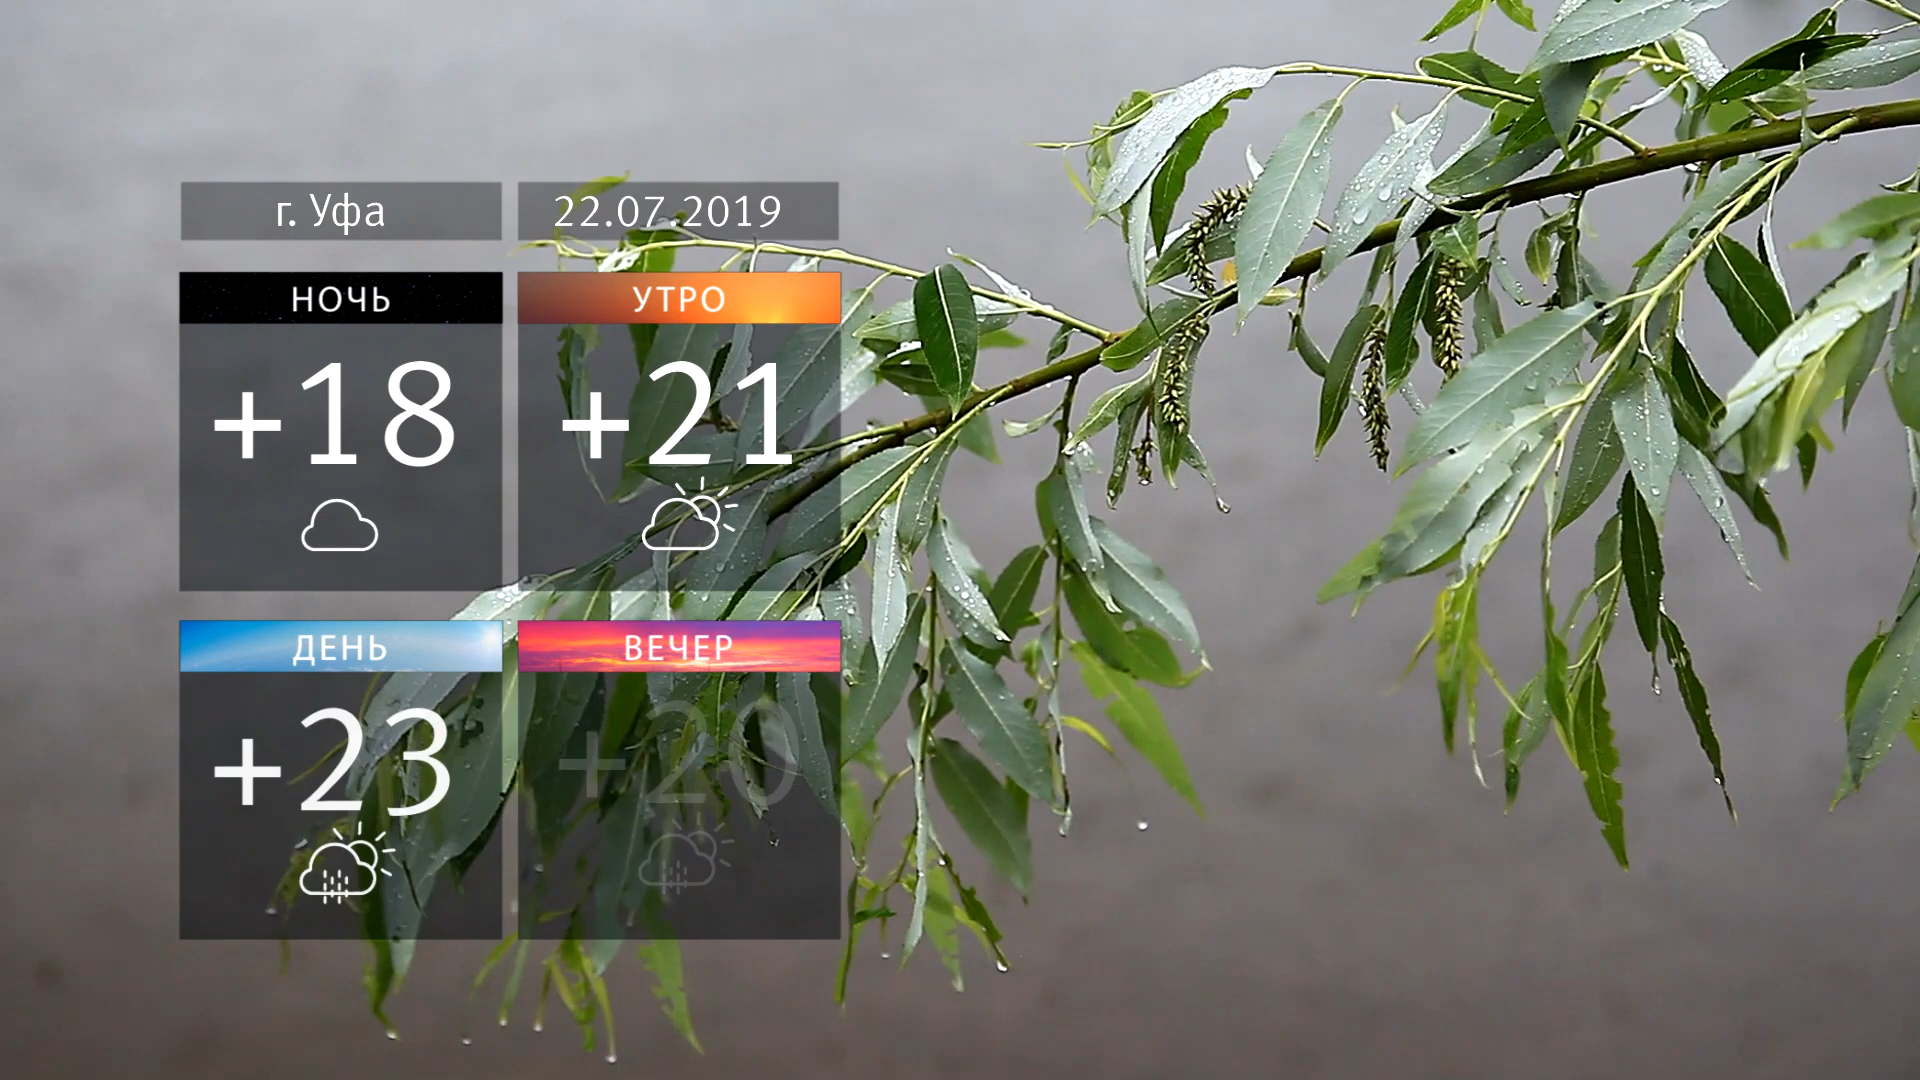 г. Уфа
22.07.2019
НОЧЬ
+18
УТРО
+21
ДЕНЬ
+23
ВЕЧЕР
+20